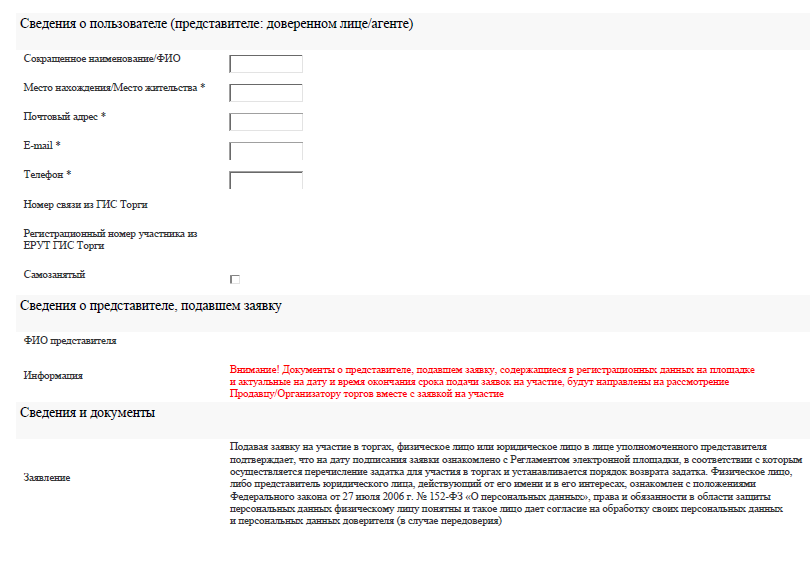 Сведения о пользователе (представителе: доверенном лице/агенте)
Сокращенное наименование/ФИО
Место нахождения/Место жительства *
Почтовый адрес *
E-mail *
Телефон *
Номер связи из ГИС Торги
Регистрационный номер участника из
ЕРУТ ГИС Торги
Самозанятый
Сведения о представителе, подавшем заявку
ФИО представителя
Информация
Внимание! Документы о представителе, подавшем заявку, содержащиеся в регистрационных данных на площадке
и актуальные на дату и время окончания срока подачи заявок на участие, будут направлены на рассмотрение
Продавцу/Организатору торгов вместе с заявкой на участие
Сведения и документы
Заявление
Подавая заявку на участие в торгах, физическое лицо или юридическое лицо в лице уполномоченного представителя
подтверждает, что на дату подписания заявки ознакомлено с Регламентом электронной площадки, в соответствии с которым
осуществляется перечисление задатка для участия в торгах и устанавливается порядок возврата задатка. Физическое лицо,
либо представитель юридического лица, действующий от его имени и в его интересах, ознакомлен с положениями
Федерального закона от 27 июля 2006 г. № 152-ФЗ «О персональных данных», права и обязанности в области защиты
персональных данных физическому лицу понятны и такое лицо дает согласие на обработку своих персональных данных
и персональных данных доверителя (в случае передоверия)